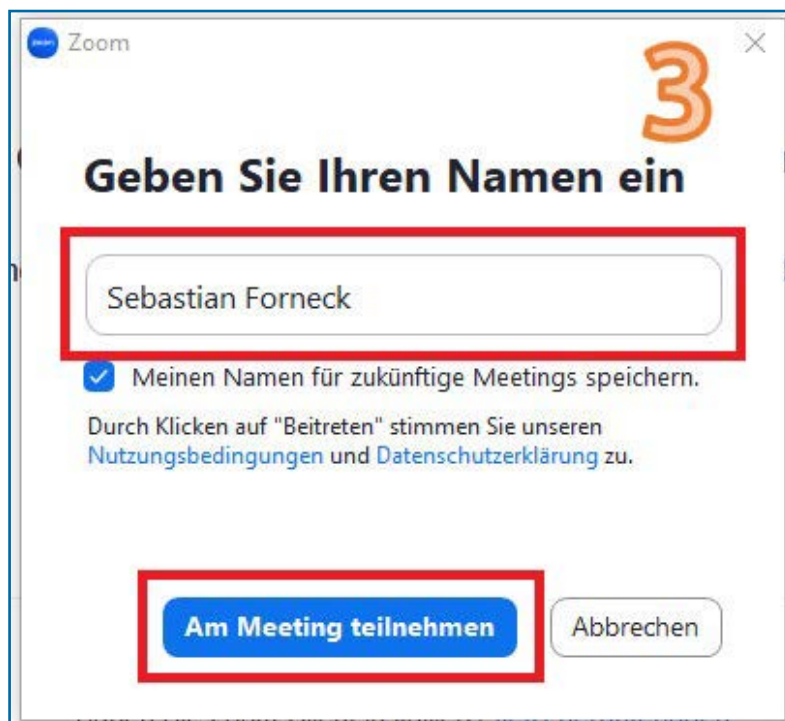 zoom
Zoom
3
Geben Sie Ihren Namen ein
Sebastian Forneck
Meinen Namen für zukünftige Meetings speichern.
Durch Klicken auf "Beitreten" stimmen Sie unseren
Nutzungsbedingungen und Datenschutzerklärung zu.
Am Meeting teilnehmen
Abbrechen